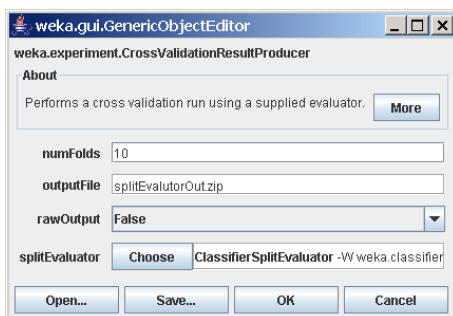 weka.gui.GenericObjectEditor
weka.experiment.CrossValidationResultProducer
About
Performs a cross validation run using a supplied evaluator. More
numFolds 10
outputFile splitEvalutorOut.zip
rawOutput False
splitEvaluator Choose ClassifierSplitEvaluator -W weka.classifier
Open... Save... OK Cancel